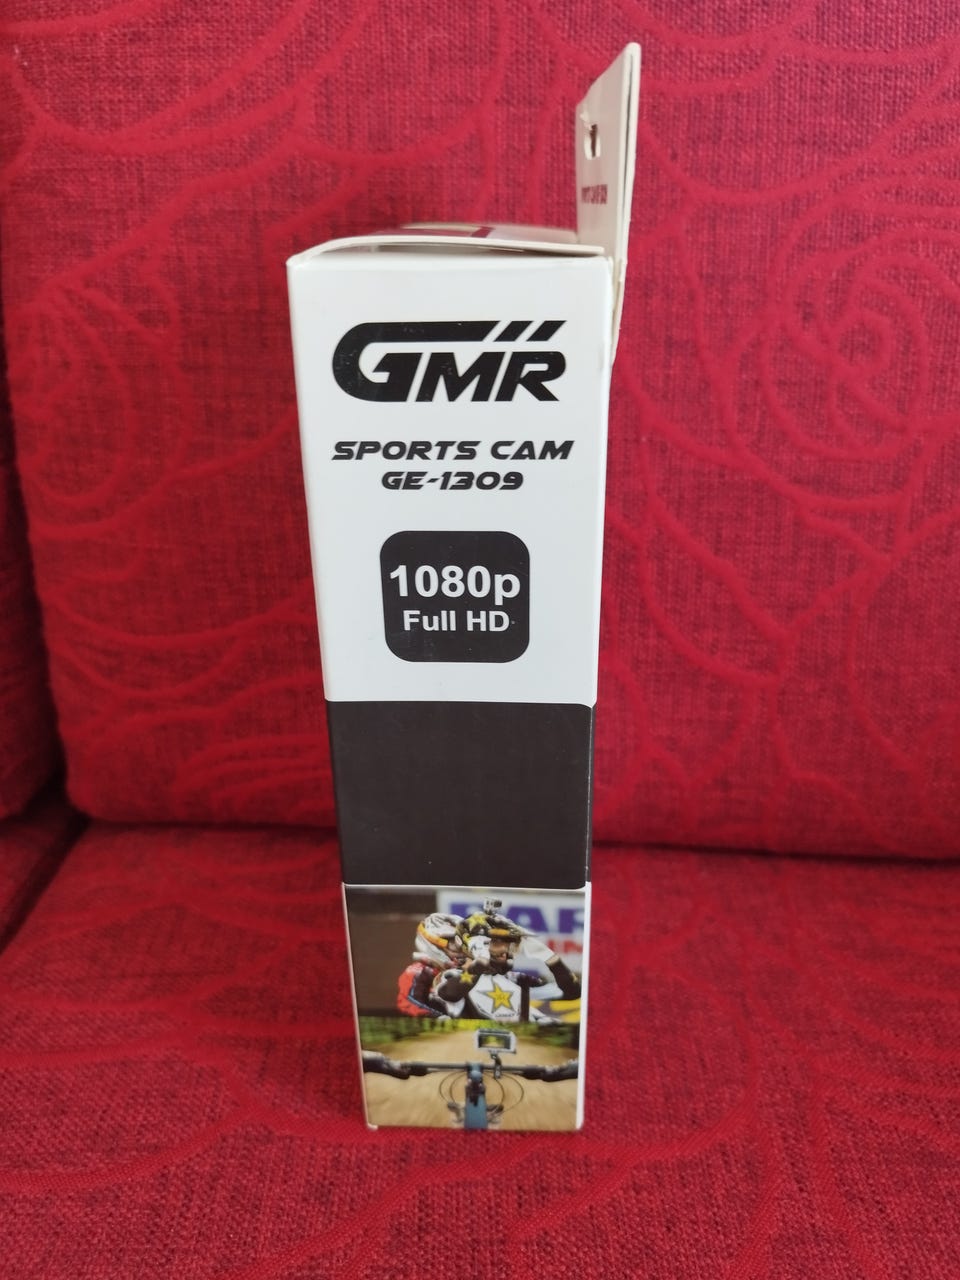 GMR
SPORTS CAM
GE-1309
1080p
Full HD